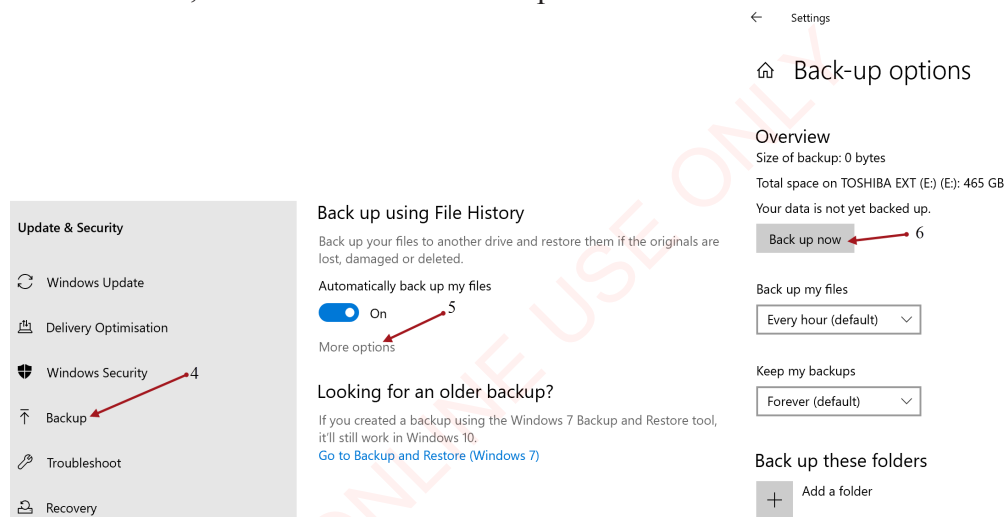 Update & Security
Windows Update
Delivery Optimisation
Windows Security
4
Backup
Troubleshoot
Recovery
Back up using File History
Back up your files to another drive and restore them if the originals are
lost, damaged or deleted.
Automatically back up my files
On
5
More options
Looking for an older backup?
If you created a backup using the Windows 7 Backup and Restore tool,
it'll still work in Windows 10.
Go to Backup and Restore (Windows 7)
Settings
Back-up options
Overview
Size of backup: 0 bytes
Total space on TOSHIBA EXT (E:) (E:): 465 GB
Your data is not yet backed up.
Back up now
6
Back up my files
Every hour (default)
Keep my backups
Forever (default)
Back up these folders
Add a folder
ONLINE USE ONLY